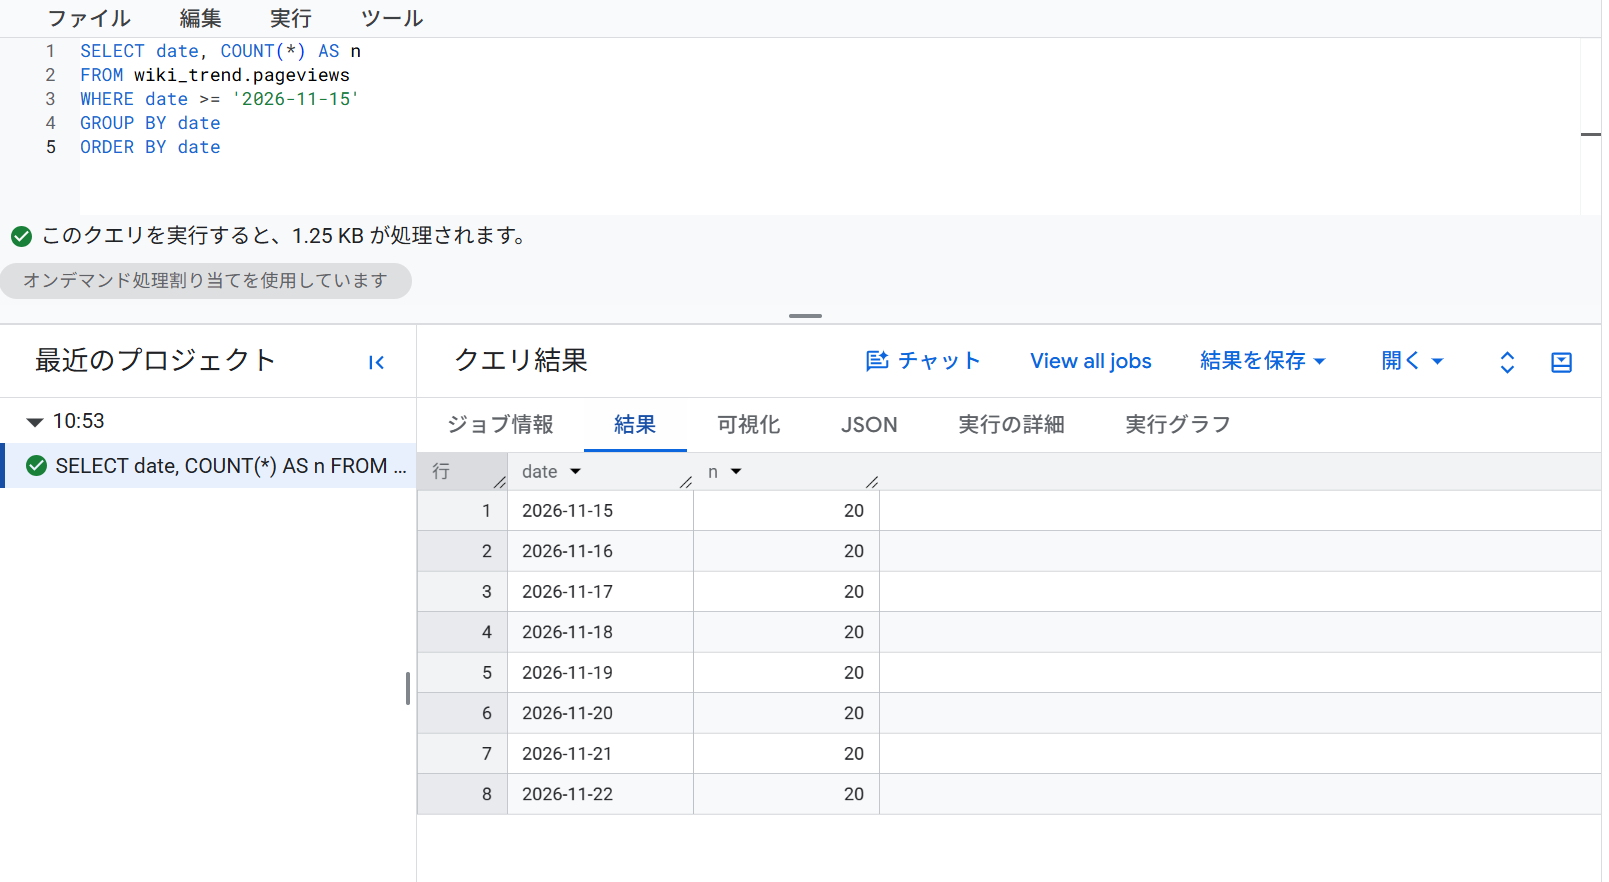 ファイル 編集 実行 ツール
1 SELECT date, COUNT(*) AS n
2 FROM wiki_trend.pageviews
3 WHERE date >= '2026-11-15'
4 GROUP BY date
5 ORDER BY date
このクエリを実行すると、1.25 KB が処理されます。
オンデマンド処理割り当てを使用しています
最近のプロジェクト
10:53
SELECT date, COUNT(*) AS n FROM ...
クエリ結果 チャット View all jobs 結果を保存 開く
ジョブ情報 結果 可視化 JSON 実行の詳細 実行グラフ
行 date n
1 2026-11-15 20
2 2026-11-16 20
3 2026-11-17 20
4 2026-11-18 20
5 2026-11-19 20
6 2026-11-20 20
7 2026-11-21 20
8 2026-11-22 20